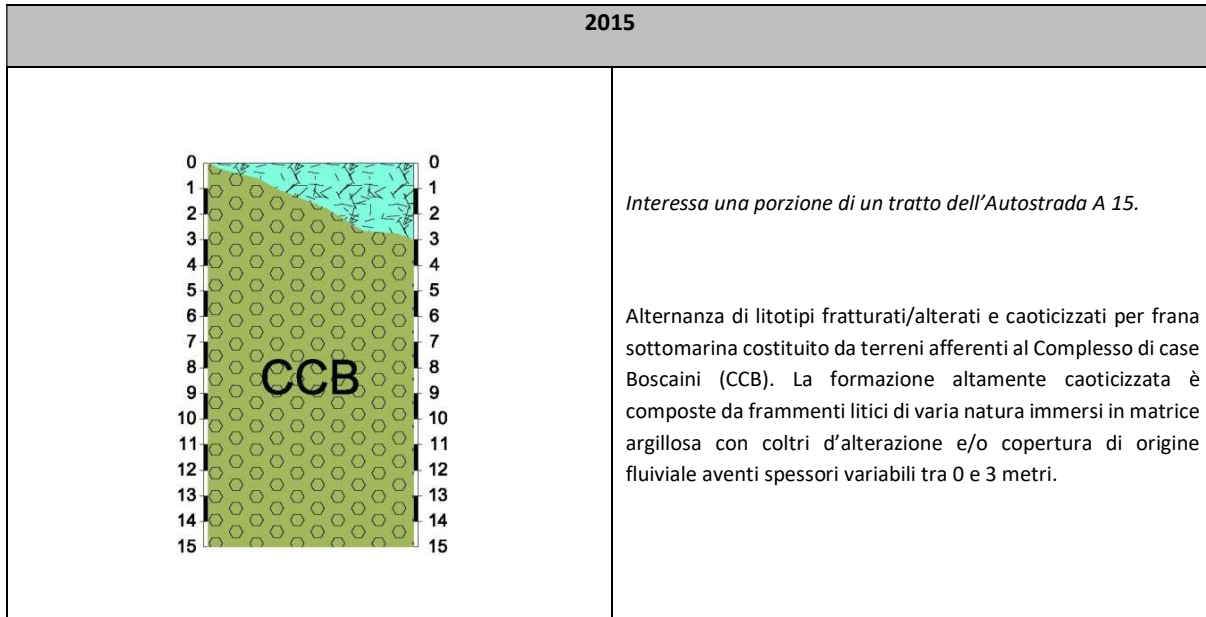 2015
0 0
1 1
2 2
3 3
4 4
5 5
6 6
7 7
8 8
9 9
10 10
11 11
12 12
13 13
14 14
15 15
CCB
Interessa una porzione di un tratto dell’Autostrada A 15.
Alternanza di litotipi fratturati/alterati e caoticizzati per frana
sottomarina costituito da terreni afferenti al Complesso di case
Boscaini (CCB). La formazione altamente caoticizzata è
composte da frammenti litici di varia natura immersi in matrice
argillosa con coltri d’alterazione e/o copertura di origine
fluiviale aventi spessori variabili tra 0 e 3 metri.